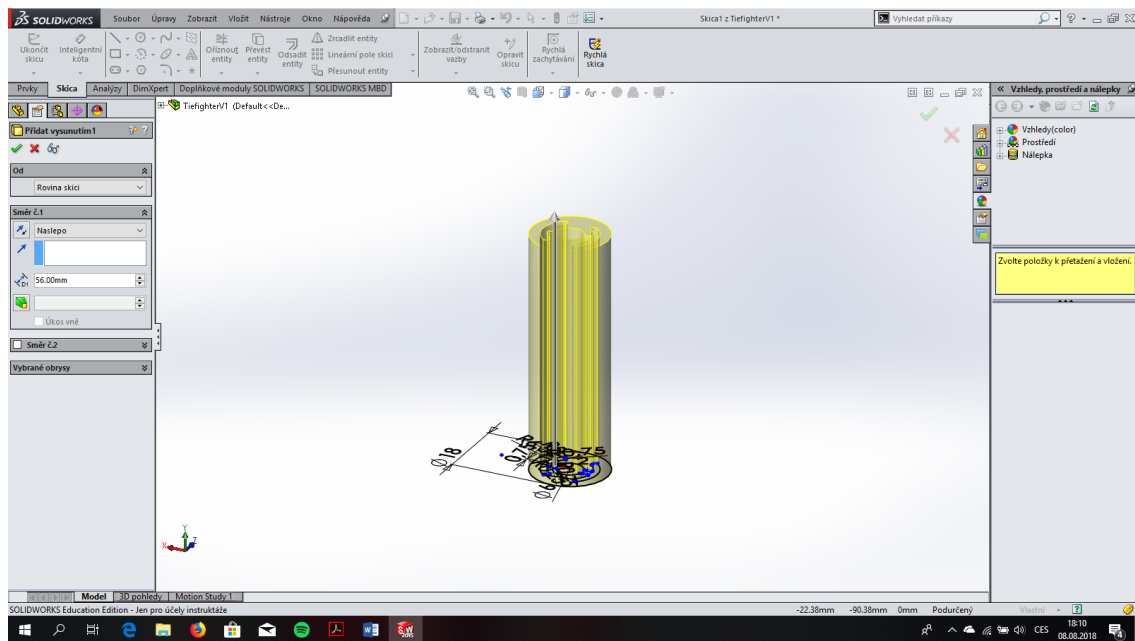 SOLIDWORKS Soubor Úpravy Zobrazit Vložit Nástroje Okno Nápověda Skica1 z TiefighterV1 * Vyhledat příkazy
Ukončit skicu
Inteligentní kóta
Oříznout entity
Převést entity
Odsadit entity
Zrcadlit entity
Lineární pole skici
Přesunout entity
Zobrazit/odstranit vazby
Opravit skicu
Rychlá zachytávání
Rychlá skica
Prvky Skica Analýzy DimXpert Doplňkové moduly SOLIDWORKS SOLIDWORKS MBD
TiefighterV1 (Default<<De...
Přidat vysunutím1
Od
Rovina skici
Směr č.1
Naslepo
D1
56.00mm
Úkos vně
Směr č.2
Vybrané obrysy
Ø18
Y
X
Z
Vzhledy, prostředí a nálepky
Vzhledy(color)
Prostředí
Nálepka
Zvolte položky k přetažení a vložení.
Model 3D pohledy Motion Study 1
SOLIDWORKS Education Edition - Jen pro účely instruktáže -22.38mm -90.38mm 0mm Podurčený Vlastní
CES
18:10
08.08.2018